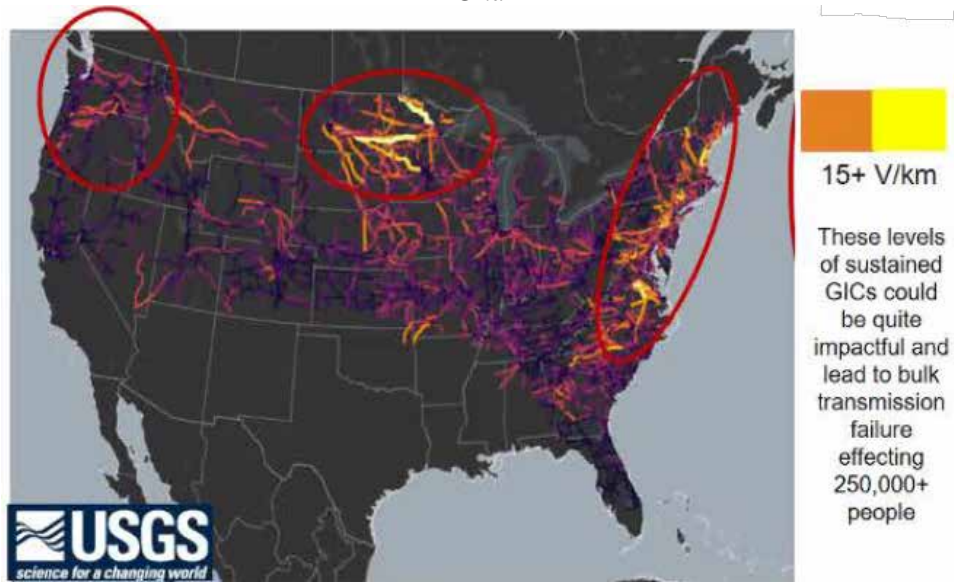 15+ V/km
These levels
of sustained
GICs could
be quite
impactful and
lead to bulk
transmission
failure
effecting
250,000+
people
USGS
science for a changing world